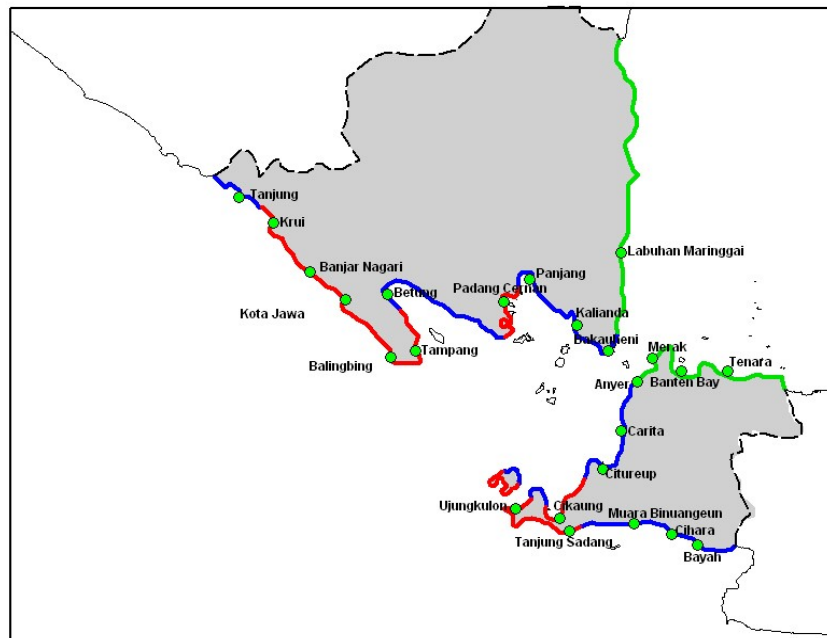 Tanjung
Krui
Labuhan Maringgai
Banjar Nagari
Panjang
Padang Cernan
Betung
Kota Jawa
Kalianda
Bakauheni
Tampang
Balingbing
Merak
Tenara
Anyer
Banten Bay
Carita
Citureup
Ujungkulon
Cikaung
Muara Binuangeun
Tanjung Sadang
Cihara
Bayah